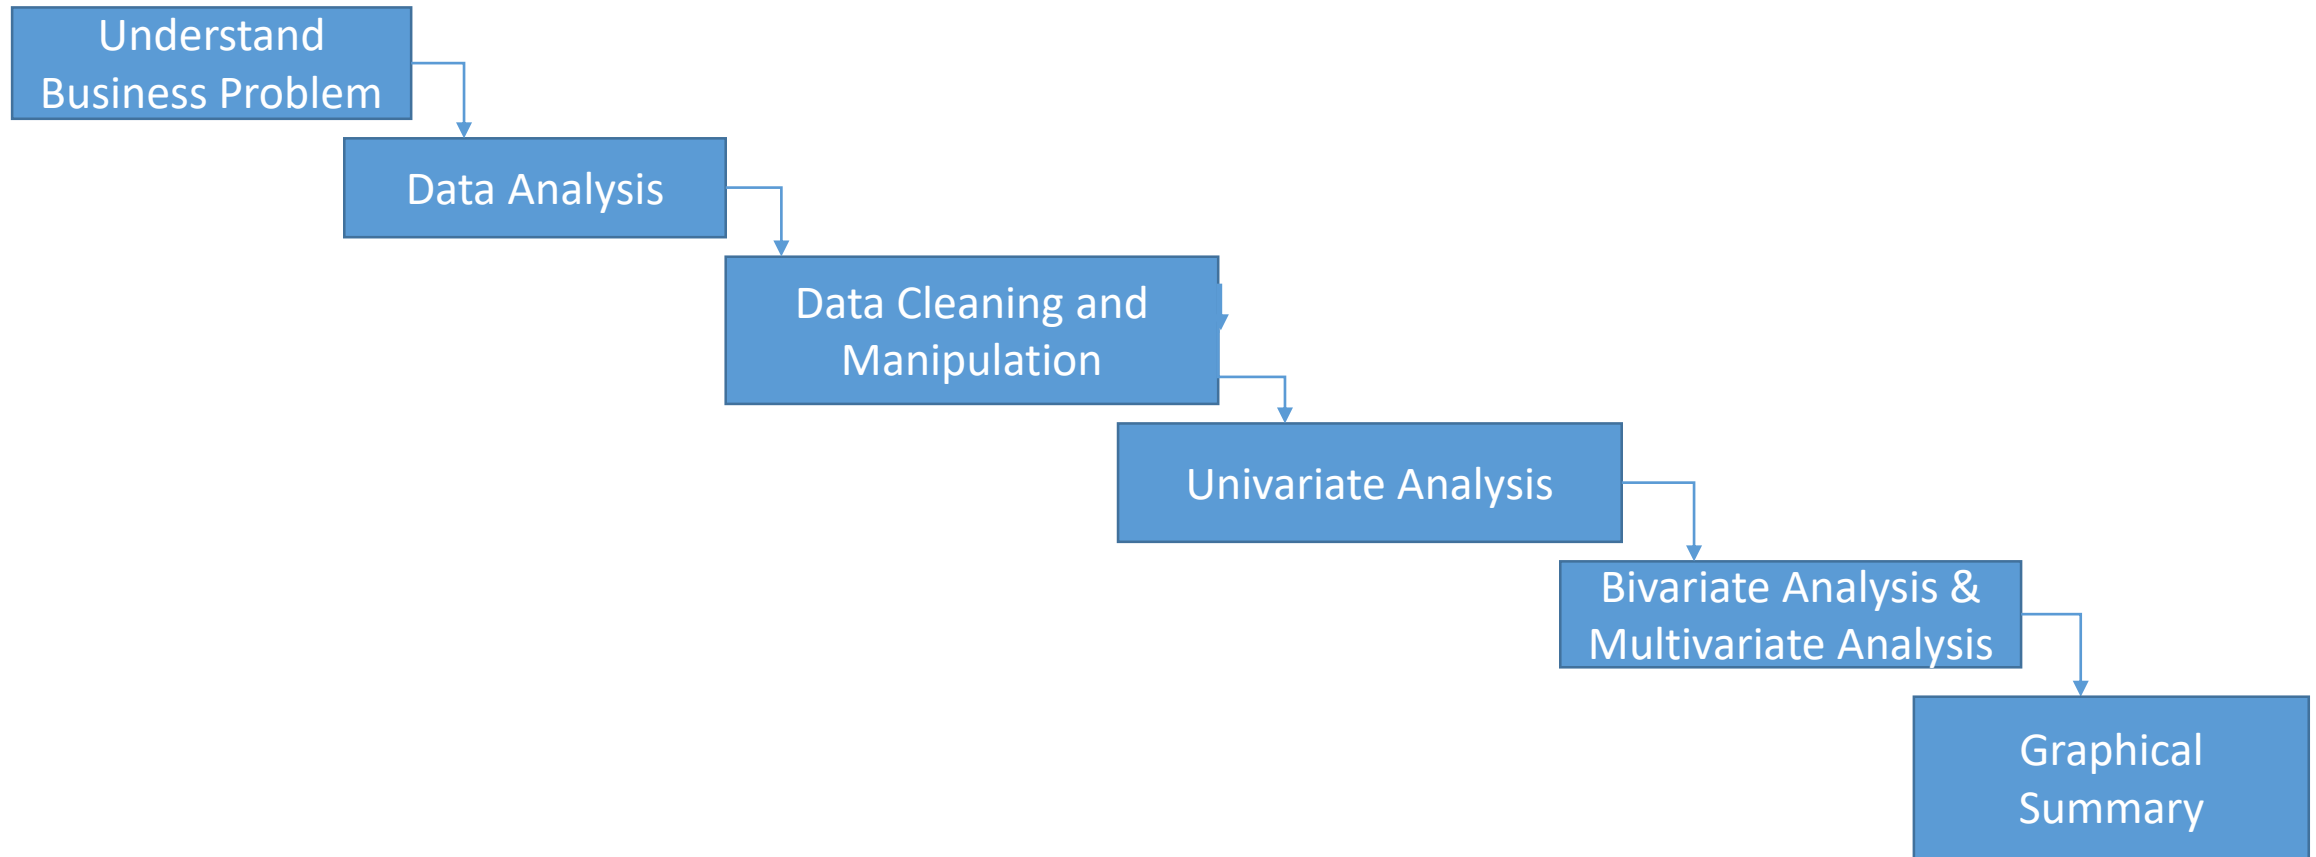 Understand
Business Problem
Data Analysis
Data Cleaning and
Manipulation
Univariate Analysis
Bivariate Analysis &
Multivariate Analysis
Graphical
Summary